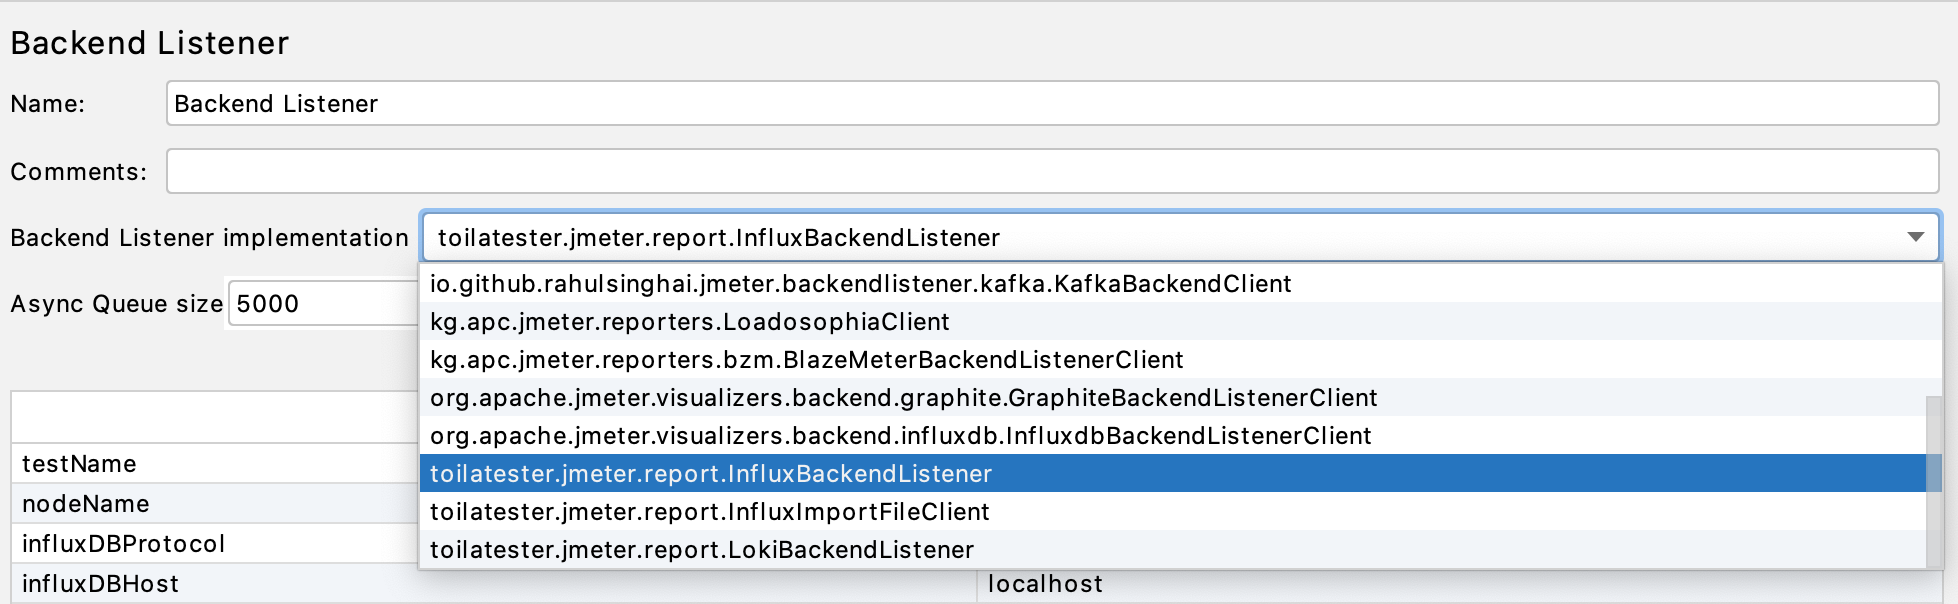 Backend Listener
Name: Backend Listener
Comments:
Backend Listener implementation toilatester.jmeter.report.InfluxBackendListener
io.github.rahulsinghai.jmeter.backendlistener.kafka.KafkaBackendClient
Async Queue size 5000
kg.apc.jmeter.reporters.LoadosophiaClient
kg.apc.jmeter.reporters.bzm.BlazeMeterBackendListenerClient
org.apache.jmeter.visualizers.backend.graphite.GraphiteBackendListenerClient
org.apache.jmeter.visualizers.backend.influxdb.InfluxdbBackendListenerClient
testName
toilatester.jmeter.report.InfluxBackendListener
nodeName
toilatester.jmeter.report.InfluxImportFileClient
influxDBProtocol
toilatester.jmeter.report.LokiBackendListener
influxDBHost localhost